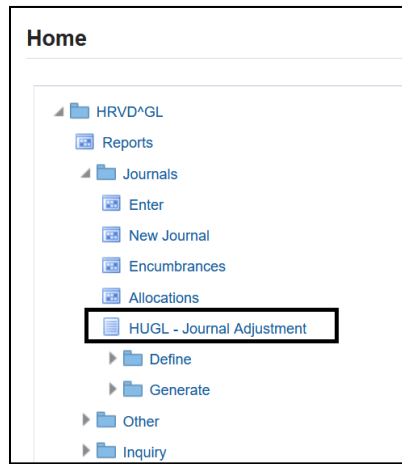 Home
HRVD^GL
Reports
Journals
Enter
New Journal
Encumbrances
Allocations
HUGL - Journal Adjustment
Define
Generate
Other
Inquiry